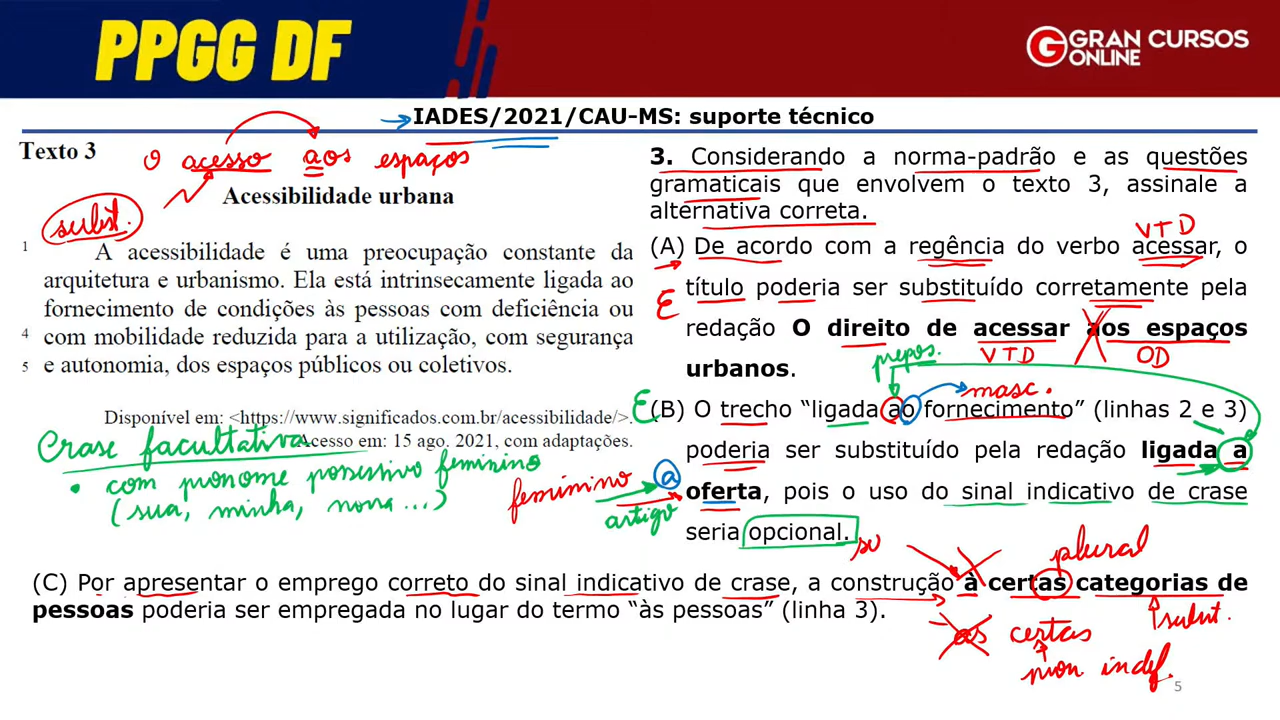 PPGG DF
GRAN CURSOS
ONLINE
IADES/2021/CAU-MS: suporte técnico
Texto 3
O acesso aos espaços
subst.
Acessibilidade urbana
1 A acessibilidade é uma preocupação constante da
arquitetura e urbanismo. Ela está intrinsecamente ligada ao
fornecimento de condições às pessoas com deficiência ou
4 com mobilidade reduzida para a utilização, com segurança
5 e autonomia, dos espaços públicos ou coletivos.
Disponível em: <https://www.significados.com.br/acessibilidade/>.
Acesso em: 15 ago. 2021, com adaptações.
Crase facultativa
• com pronome possessivo feminino
(sua, minha, nova ...)
feminino
artigo
a
3. Considerando a norma-padrão e as questões
gramaticais que envolvem o texto 3, assinale a
alternativa correta.
VTD
(A) De acordo com a regência do verbo acessar, o
E título poderia ser substituído corretamente pela
redação O direito de acessar aos espaços
VTD OD
urbanos.
prepos.
masc.
E (B) O trecho “ligada ao fornecimento” (linhas 2 e 3)
poderia ser substituído pela redação ligada a
oferta, pois o uso do sinal indicativo de crase
seria opcional.
plural
(C) Por apresentar o emprego correto do sinal indicativo de crase, a construção à certas categorias de
pessoas poderia ser empregada no lugar do termo “às pessoas” (linha 3).
subst.
as certas
pron. indef.
5